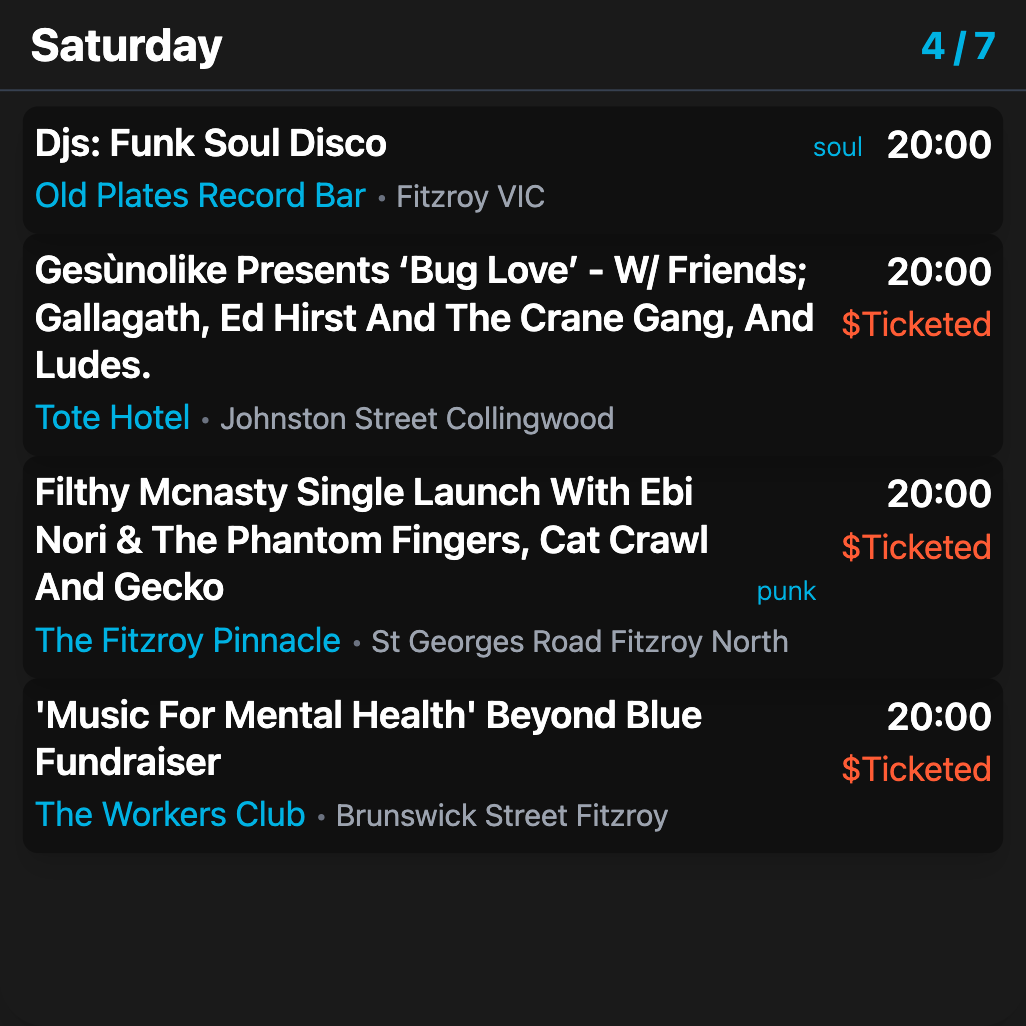 Saturday 4 / 7
Djs: Funk Soul Disco soul 20:00
Old Plates Record Bar • Fitzroy VIC
Gesùnolike Presents ‘Bug Love’ - W/ Friends; 20:00
Gallagath, Ed Hirst And The Crane Gang, And $Ticketed
Ludes.
Tote Hotel • Johnston Street Collingwood
Filthy Mcnasty Single Launch With Ebi 20:00
Nori & The Phantom Fingers, Cat Crawl $Ticketed
And Gecko punk
The Fitzroy Pinnacle • St Georges Road Fitzroy North
'Music For Mental Health' Beyond Blue 20:00
Fundraiser $Ticketed
The Workers Club • Brunswick Street Fitzroy